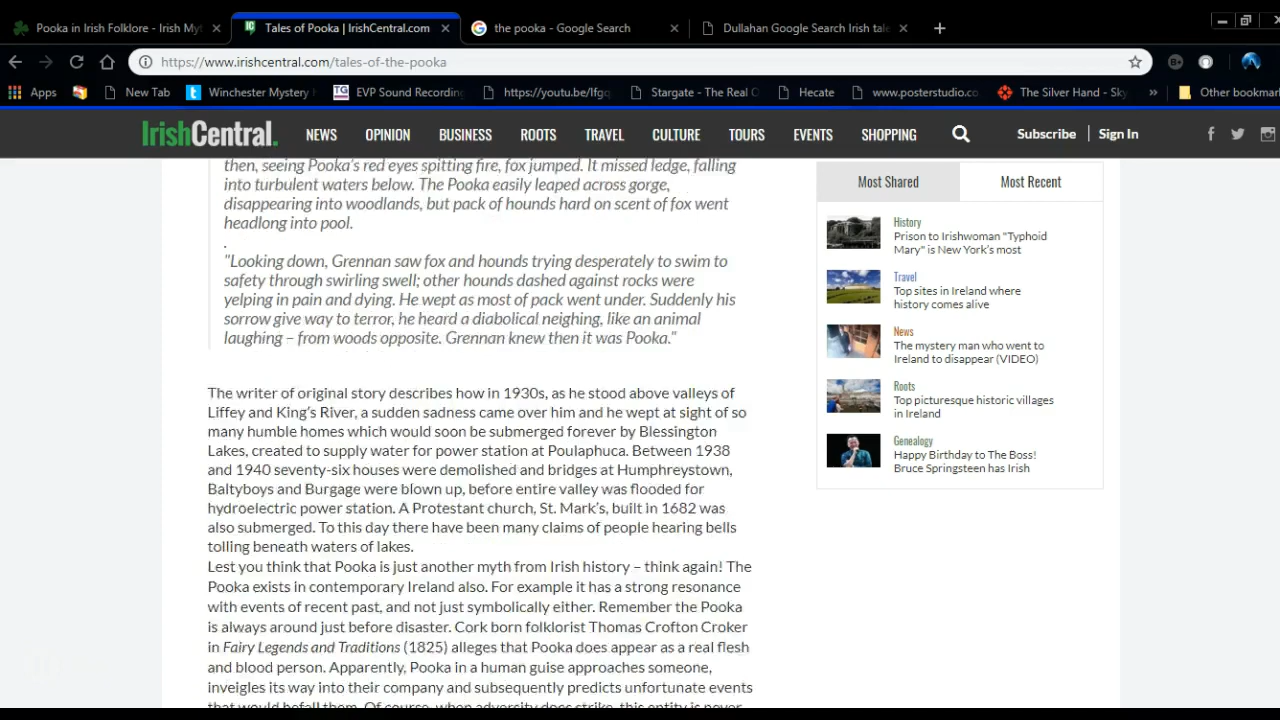 Pooka in Irish Folklore - Irish My
Tales of Pooka | IrishCentral.com
the pooka - Google Search
Dullahan Google Search Irish tale
https://www.irishcentral.com/tales-of-the-pooka
Apps
New Tab
Winchester Mystery
TG
EVP Sound Recording
https://youtu.be/lfgq
Stargate - The Real O
Hecate
www.posterstudio.co
The Silver Hand - Sky
»
Other bookmar
IrishCentral.
NEWS
OPINION
BUSINESS
ROOTS
TRAVEL
CULTURE
TOURS
EVENTS
SHOPPING
Subscribe
Sign In
then, seeing Pooka's red eyes spitting fire, fox jumped. It missed ledge, falling
into turbulent waters below. The Pooka easily leaped across gorge,
disappearing into woodlands, but pack of hounds hard on scent of fox went
headlong into pool.
.
"Looking down, Grennan saw fox and hounds trying desperately to swim to
safety through swirling swell; other hounds dashed against rocks were
yelping in pain and dying. He wept as most of pack went under. Suddenly his
sorrow give way to terror, he heard a diabolical neighing, like an animal
laughing – from woods opposite. Grennan knew then it was Pooka."
The writer of original story describes how in 1930s, as he stood above valleys of
Liffey and King's River, a sudden sadness came over him and he wept at sight of so
many humble homes which would soon be submerged forever by Blessington
Lakes, created to supply water for power station at Poulaphuca. Between 1938
and 1940 seventy-six houses were demolished and bridges at Humphreystown,
Baltyboys and Burgage were blown up, before entire valley was flooded for
hydroelectric power station. A Protestant church, St. Mark's, built in 1682 was
also submerged. To this day there have been many claims of people hearing bells
tolling beneath waters of lakes.
Lest you think that Pooka is just another myth from Irish history – think again! The
Pooka exists in contemporary Ireland also. For example it has a strong resonance
with events of recent past, and not just symbolically either. Remember the Pooka
is always around just before disaster. Cork born folklorist Thomas Crofton Croker
in Fairy Legends and Traditions (1825) alleges that Pooka does appear as a real flesh
and blood person. Apparently, Pooka in a human guise approaches someone,
inveigles its way into their company and subsequently predicts unfortunate events
that would befall them. Of course, when adversity does strike, this entity is never
Most Shared
Most Recent
History
Prison to Irishwoman "Typhoid
Mary" is New York's most
Travel
Top sites in Ireland where
history comes alive
News
The mystery man who went to
Ireland to disappear (VIDEO)
Roots
Top picturesque historic villages
in Ireland
Genealogy
Happy Birthday to The Boss!
Bruce Springsteen has Irish